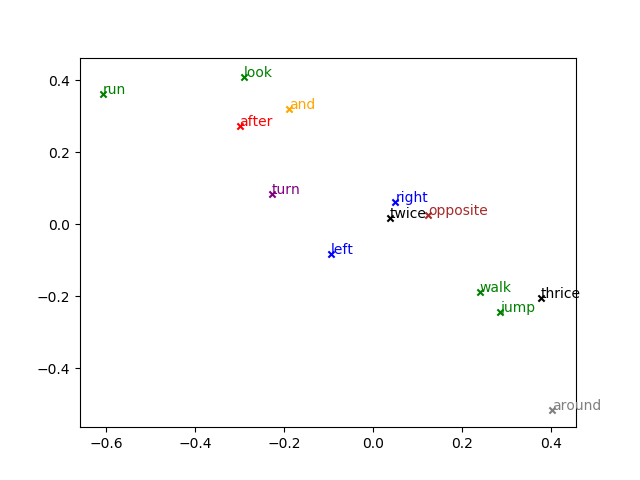 0.4
0.2
0.0
−0.2
−0.4
look
run
and
after
turn
right
opposite
twice
left
walk
thrice
jump
around
−0.6
−0.4
−0.2
0.0
0.2
0.4